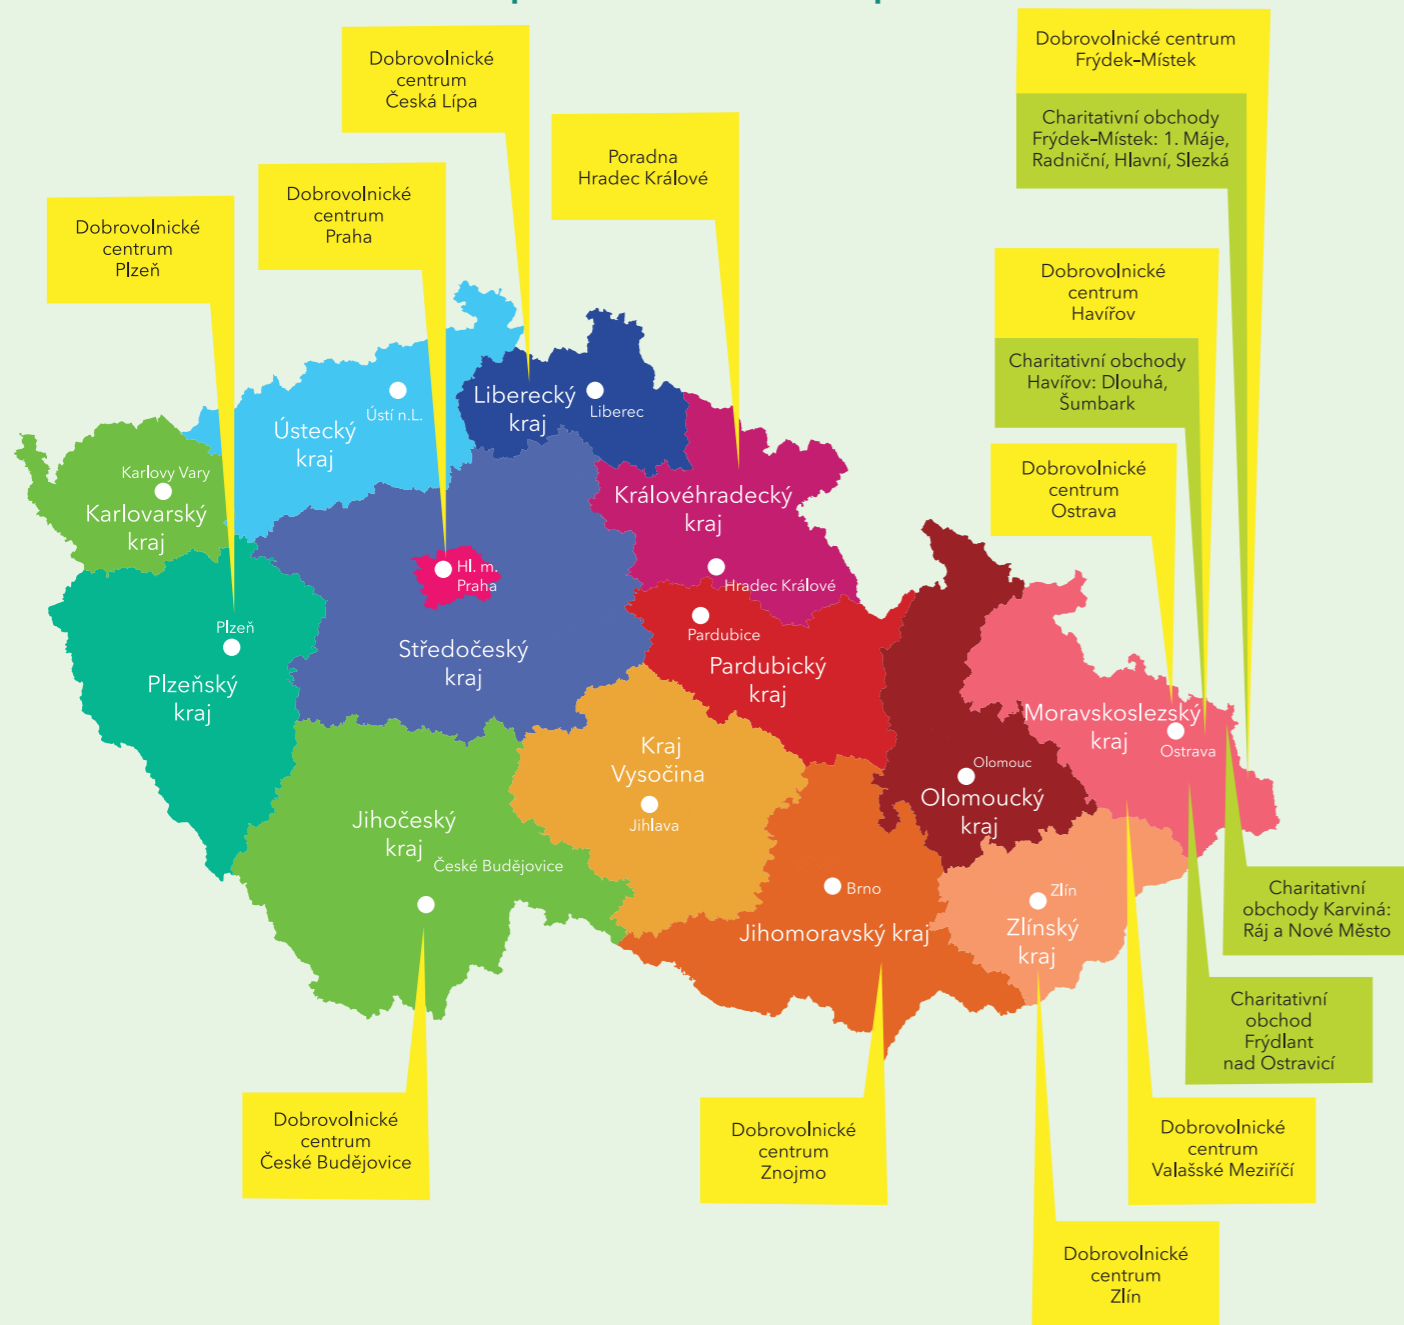 Dobrovolnické centrum
Frýdek–Místek
Charitativní obchody
Frýdek–Místek: 1. Máje,
Radniční, Hlavní, Slezká
Dobrovolnické
centrum
Česká Lípa
Poradna
Hradec Králové
Dobrovolnické
centrum
Praha
Dobrovolnické
centrum
Plzeň
Dobrovolnické
centrum
Havířov
Charitativní obchody
Havířov: Dlouhá,
Šumbark
Dobrovolnické
centrum
Ostrava
Liberecký
kraj
Liberec
Ústí n.L.
Ústecký
kraj
Karlovy Vary
Karlovarský
kraj
Královéhradecký
kraj
Hradec Králové
Hl. m.
Praha
Středočeský
kraj
Plzeň
Plzeňský
kraj
Pardubice
Pardubický
kraj
Moravskoslezský
kraj
Ostrava
Kraj
Vysočina
Jihlava
Olomouc
Olomoucký
kraj
Jihočeský
kraj
České Budějovice
Brno
Jihomoravský kraj
Zlín
Zlínský
kraj
Charitativní
obchody Karviná:
Ráj a Nové Město
Charitativní
obchod
Frýdlant
nad Ostravicí
Dobrovolnické
centrum
České Budějovice
Dobrovolnické
centrum
Znojmo
Dobrovolnické
centrum
Valašské Meziříčí
Dobrovolnické
centrum
Zlín